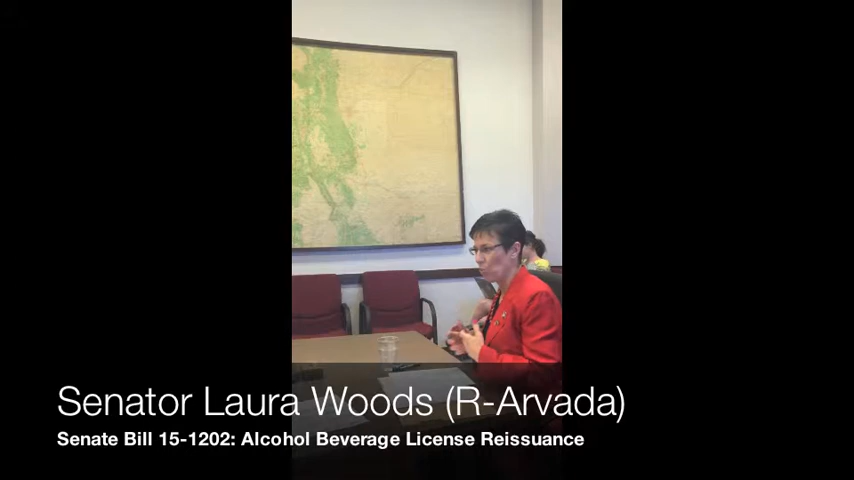 Senator Laura Woods (R-Arvada)
Senate Bill 15-1202: Alcohol Beverage License Reissuance